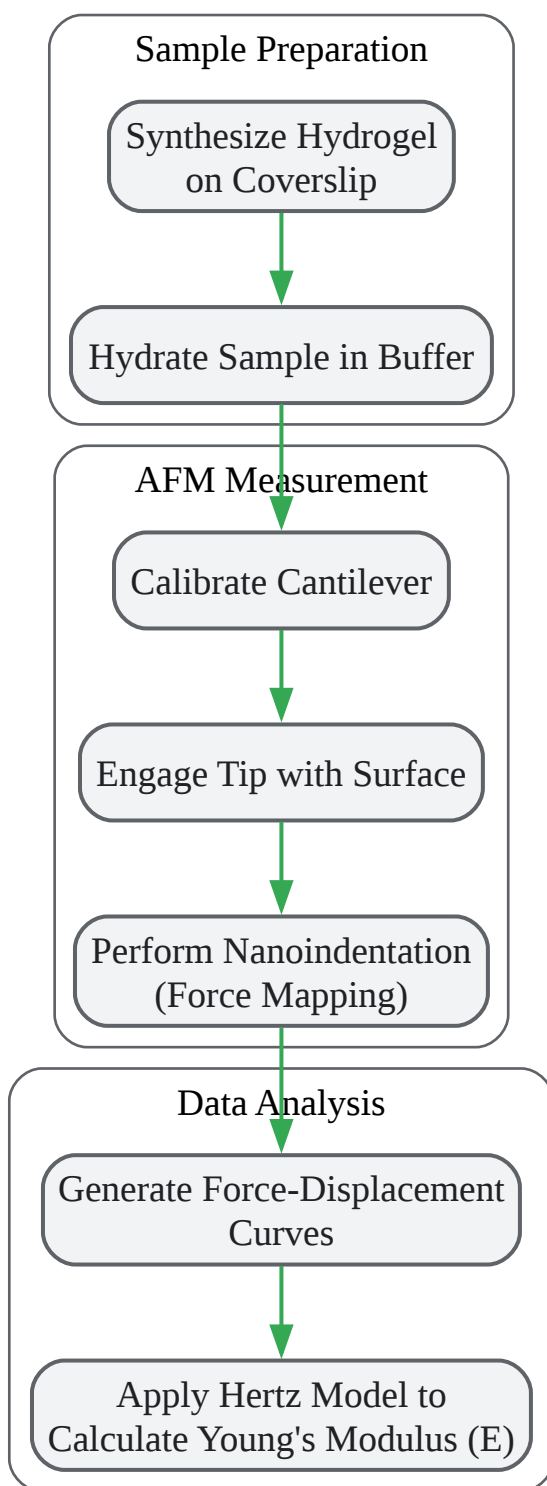 Sample Preparation
Synthesize Hydrogel
on Coverslip
Hydrate Sample in Buffer
AFM Measurement
Calibrate Cantilever
Engage Tip with Surface
Perform Nanoindentation
(Force Mapping)
Data Analysis
Generate Force-Displacement
Curves
Apply Hertz Model to
Calculate Young's Modulus (E)